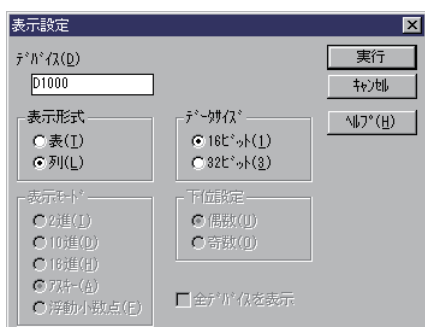 表示設定
ﾃﾞﾊﾞｲｽ(D)
D1000
実行
ｷｬﾝｾﾙ
ﾍﾙﾌﾟ(H)
表示形式
表(T)
列(L)
ﾃﾞｰﾀｻｲｽﾞ
16ﾋﾞｯﾄ(1)
32ﾋﾞｯﾄ(3)
表示ﾓｰﾄﾞ
2進(I)
10進(D)
16進(H)
ｱｽｷｰ(A)
浮動小数点(F)
下位設定
偶数(U)
奇数(O)
全ﾃﾞﾊﾞｲｽを表示